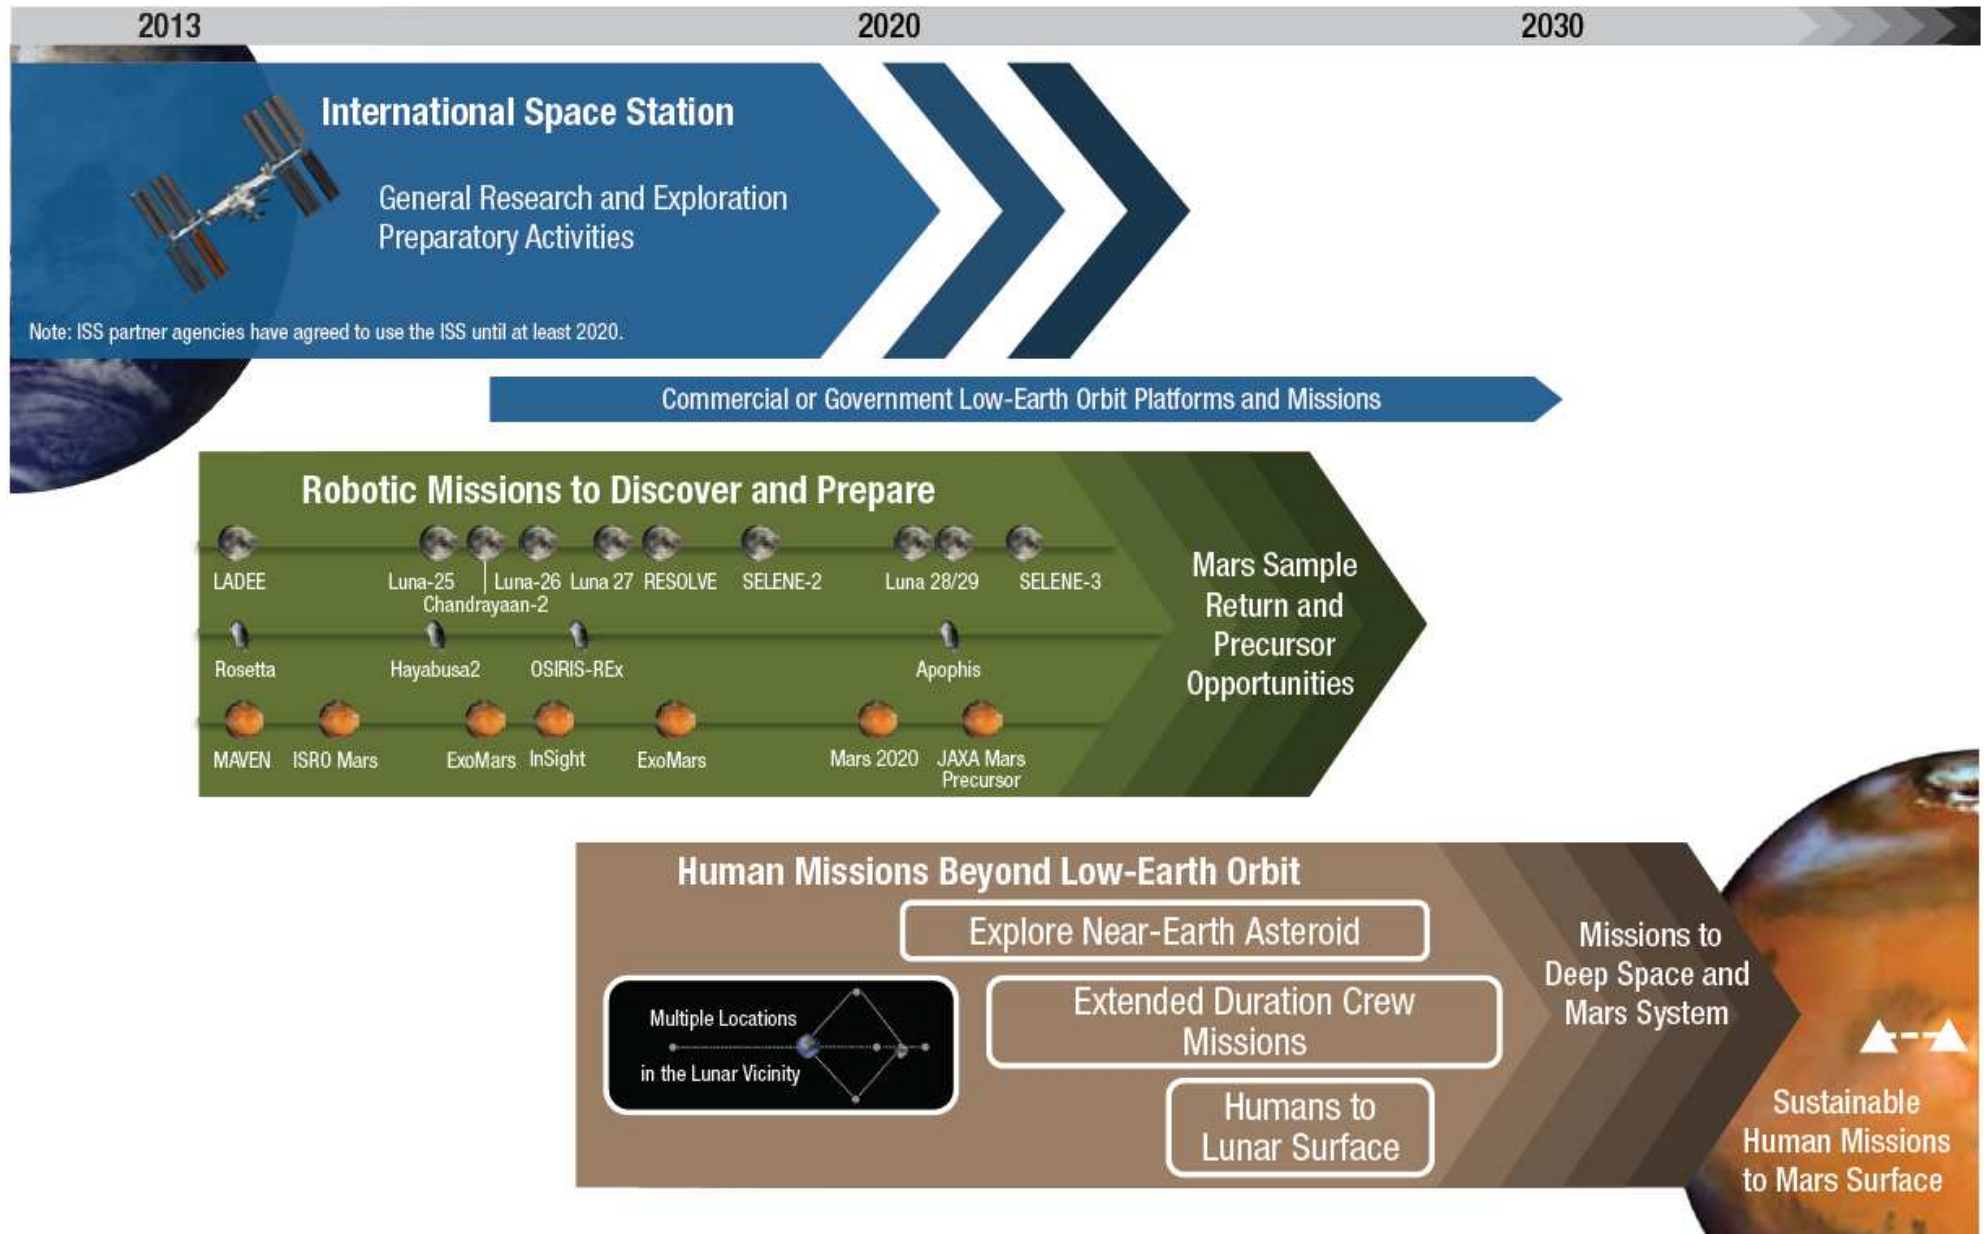 2013 2020 2030
International Space Station
General Research and Exploration
Preparatory Activities
Note: ISS partner agencies have agreed to use the ISS until at least 2020.
Commercial or Government Low-Earth Orbit Platforms and Missions
Robotic Missions to Discover and Prepare
LADEE Luna-25 Luna-26 Luna 27 RESOLVE SELENE-2 Luna 28/29 SELENE-3
Chandrayaan-2
Rosetta Hayabusa2 OSIRIS-REx Apophis
MAVEN ISRO Mars ExoMars InSight ExoMars Mars 2020 JAXA Mars
Precursor
Mars Sample
Return and
Precursor
Opportunities
Human Missions Beyond Low-Earth Orbit
Explore Near-Earth Asteroid
Multiple Locations
in the Lunar Vicinity
Extended Duration Crew
Missions
Humans to
Lunar Surface
Missions to
Deep Space and
Mars System
Sustainable
Human Missions
to Mars Surface